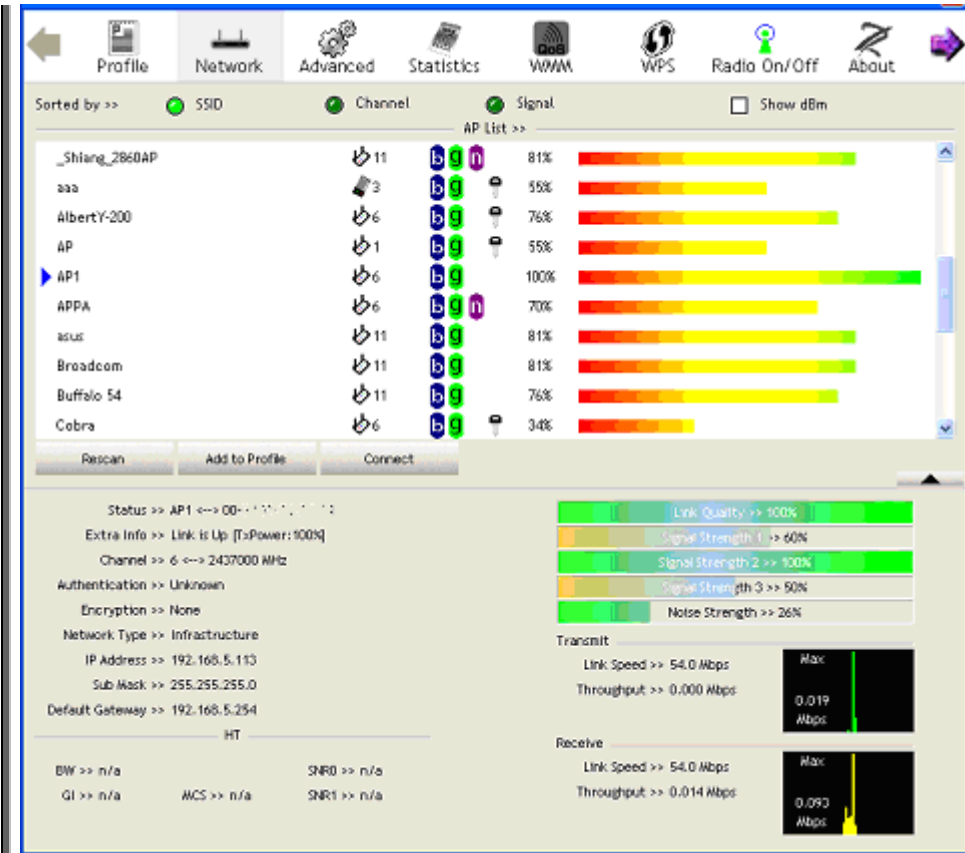 Profile Network Advanced Statistics QoS WMM WPS Radio On/Off About
Sorted by >> SSID Channel Signal Show dBm
AP List >>
_Shiang_2860AP 11 b g n 81%
aaa 3 b g 55%
AlbertY-200 6 b g 76%
AP 1 b g 55%
AP1 6 b g 100%
APPA 6 b g n 70%
asus 11 b g 81%
Broadcom 11 b g 81%
Buffalo 54 11 b g 76%
Cobra 6 b g 34%
Rescan Add to Profile Connect
Status >> AP1 <--> 00-
Extra Info >> Link is Up [TxPower:100%]
Channel >> 6 <--> 2437000 MHz
Authentication >> Unknown
Encryption >> None
Network Type >> Infrastructure
IP Address >> 192.168.5.113
Sub Mask >> 255.255.255.0
Default Gateway >> 192.168.5.254
HT
BW >> n/a SNR0 >> n/a
GI >> n/a MCS >> n/a SNR1 >> n/a
Link Quality >> 100%
Signal Strength 1 >> 60%
Signal Strength 2 >> 100%
Signal Strength 3 >> 50%
Noise Strength >> 26%
Transmit
Link Speed >> 54.0 Mbps
Throughput >> 0.000 Mbps
Max
0.019
Mbps
Receive
Link Speed >> 54.0 Mbps
Throughput >> 0.014 Mbps
Max
0.093
Mbps